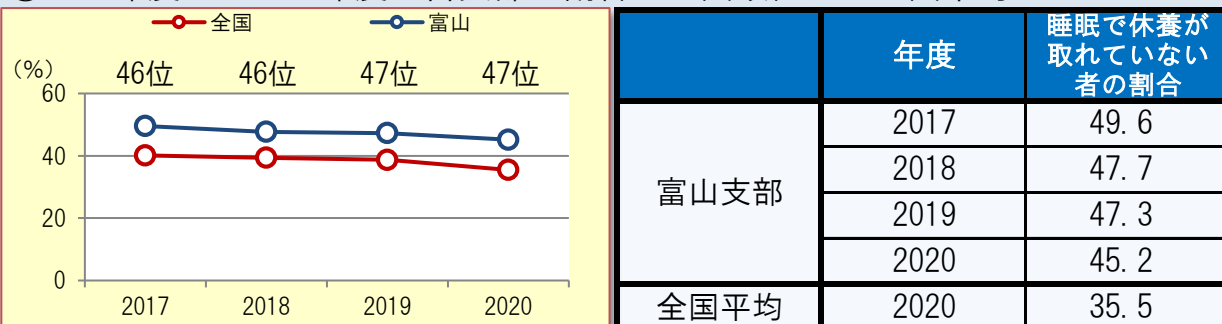 全国 富山
(%) 46位 46位 47位 47位
60
40
20
0
2017 2018 2019 2020
年度 睡眠で休養が
取れていない
者の割合
富山支部
2017 49.6
2018 47.7
2019 47.3
2020 45.2
全国平均 2020 35.5